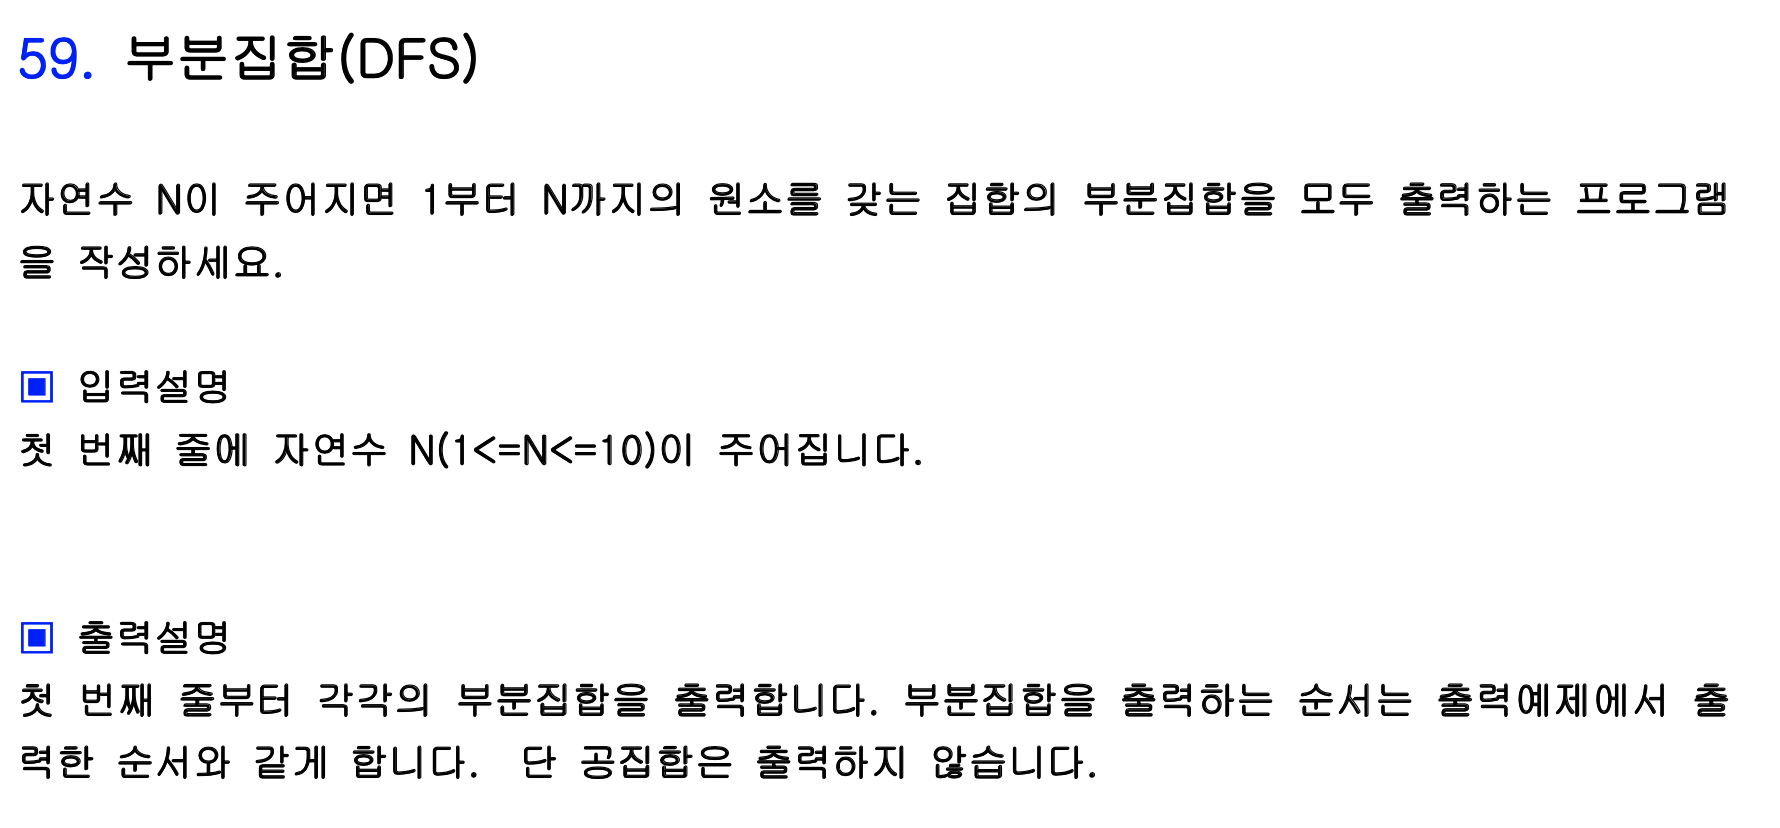 59. 부분집합(DFS)
자연수 N이 주어지면 1부터 N까지의 원소를 갖는 집합의 부분집합을 모두 출력하는 프로그램
을 작성하세요.
▣ 입력설명
첫 번째 줄에 자연수 N(1<=N<=10)이 주어집니다.
▣ 출력설명
첫 번째 줄부터 각각의 부분집합을 출력합니다. 부분집합을 출력하는 순서는 출력예제에서 출
력한 순서와 같게 합니다. 단 공집합은 출력하지 않습니다.